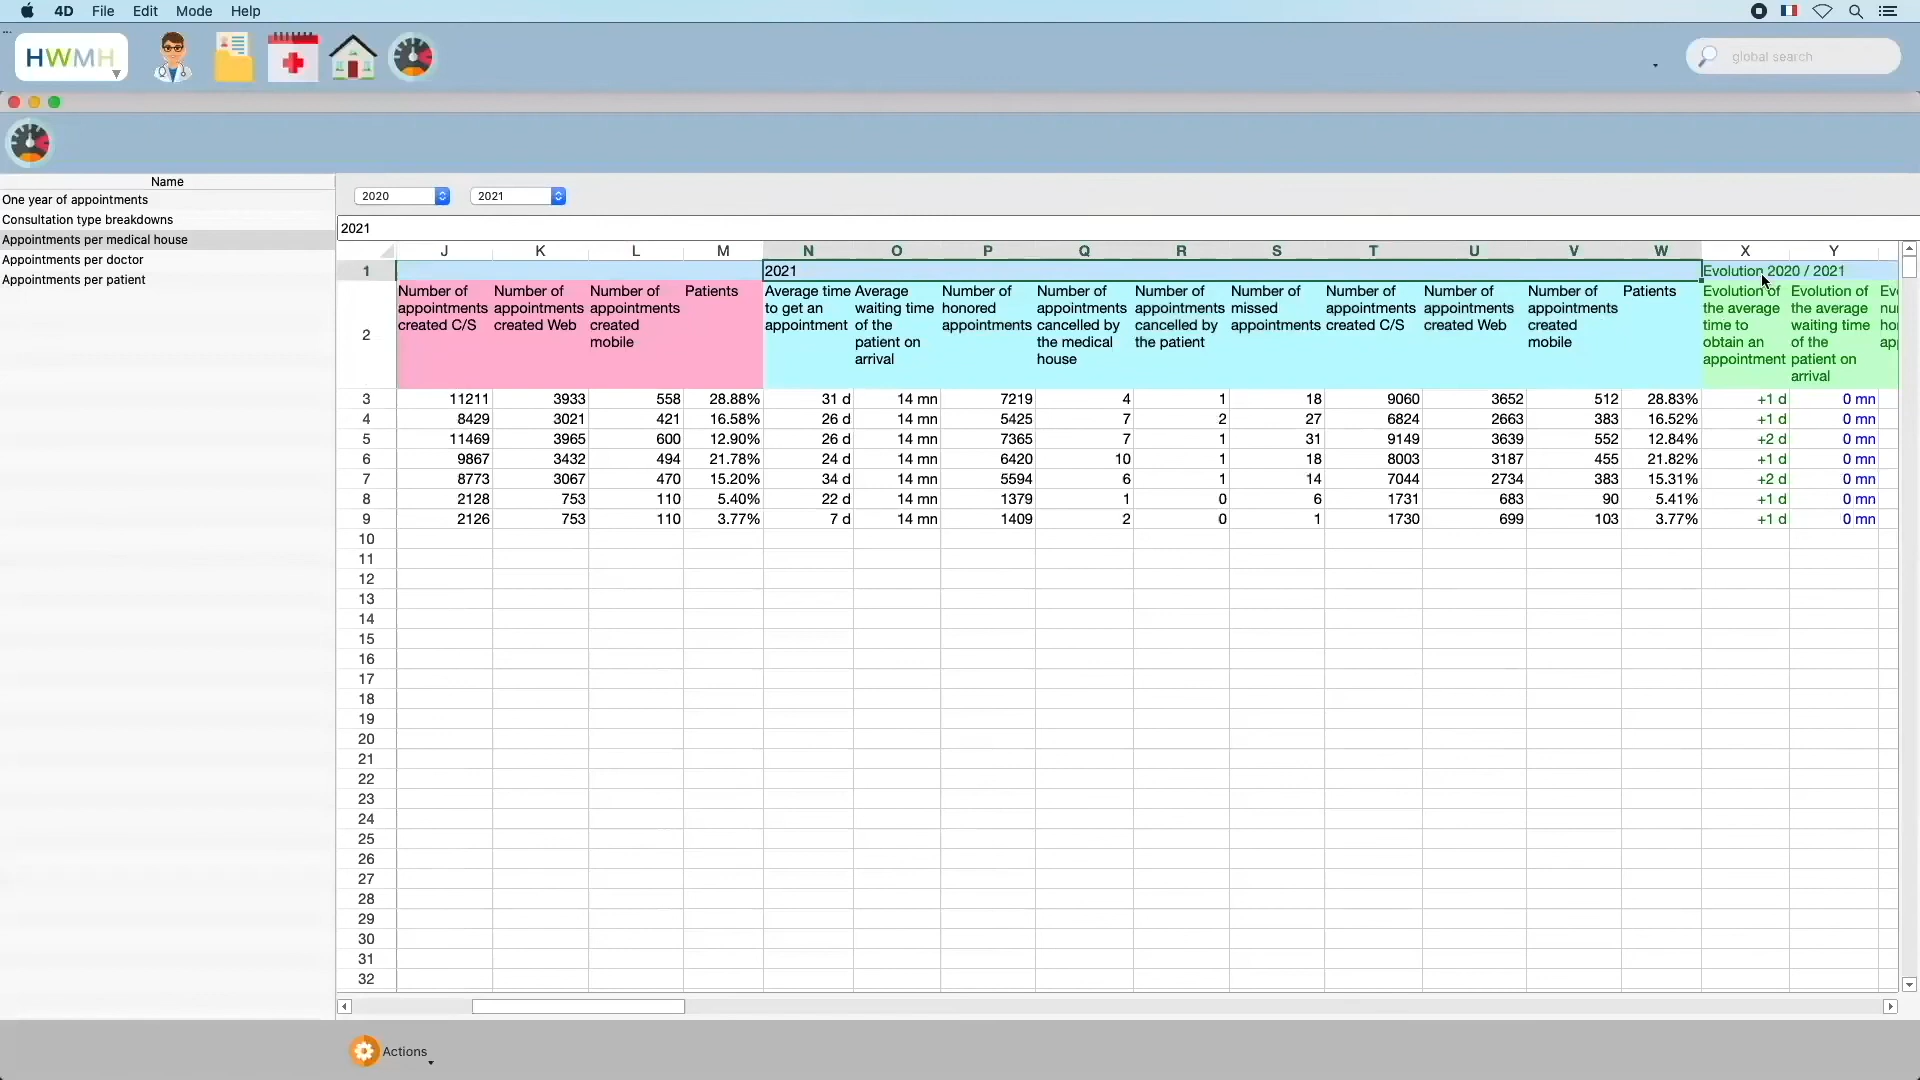 4D File Edit Mode Help
...
HWMH
global search
Name
One year of appointments
Consultation type breakdowns
Appointments per medical house
Appointments per doctor
Appointments per patient
2020 2021
2021
J K L M N O P Q R S T U V W X Y
1 2021 Evolution 2020 / 2021
2
Number of
appointments
created C/S
Number of
appointments
created Web
Number of
appointments
created
mobile
Patients
Average time
to get an
appointment
Average
waiting time
of the
patient on
arrival
Number of
honored
appointments
Number of
appointments
cancelled by
the medical
house
Number of
appointments
cancelled by
the patient
Number of
missed
appointments
Number of
appointments
created C/S
Number of
appointments
created Web
Number of
appointments
created
mobile
Patients
Evolution of
the average
time to
obtain an
appointment
Evolution of
the average
waiting time
of the
patient on
arrival
3 11211 3933 558 28.88% 31 d 14 mn 7219 4 1 18 9060 3652 512 28.83% +1 d 0 mn
4 8429 3021 421 16.58% 26 d 14 mn 5425 7 2 27 6824 2663 383 16.52% +1 d 0 mn
5 11469 3965 600 12.90% 26 d 14 mn 7365 7 1 31 9149 3639 552 12.84% +2 d 0 mn
6 9867 3432 494 21.78% 24 d 14 mn 6420 10 1 18 8003 3187 455 21.82% +1 d 0 mn
7 8773 3067 470 15.20% 34 d 14 mn 5594 6 1 14 7044 2734 383 15.31% +2 d 0 mn
8 2128 753 110 5.40% 22 d 14 mn 1379 1 0 6 1731 683 90 5.41% +1 d 0 mn
9 2126 753 110 3.77% 7 d 14 mn 1409 2 0 1 1730 699 103 3.77% +1 d 0 mn
10
11
12
13
14
15
16
17
18
19
20
21
22
23
24
25
26
27
28
29
30
31
32
Actions